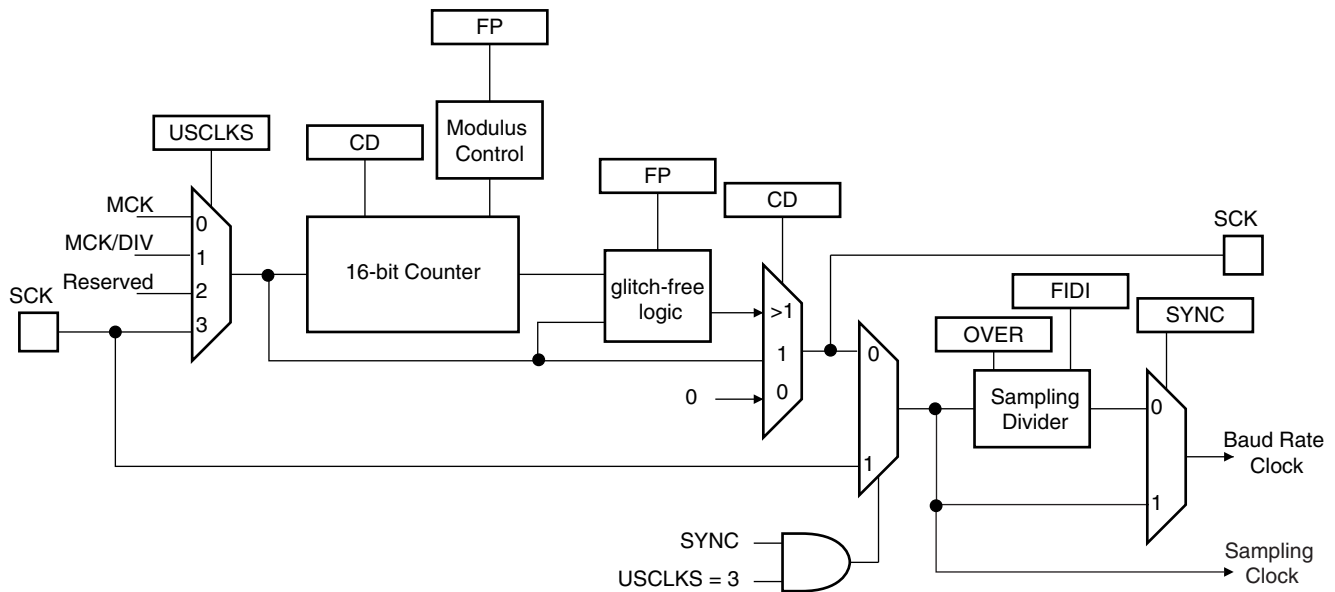 FP
USCLKS
CD
Modulus
Control
FP
CD
MCK
0
MCK/DIV
1
Reserved
2
SCK
3
16-bit Counter
glitch-free
logic
>1
1
0
0
SCK
FIDI
OVER
SYNC
0
1
Sampling
Divider
0
1
Baud Rate
Clock
SYNC
USCLKS = 3
Sampling
Clock